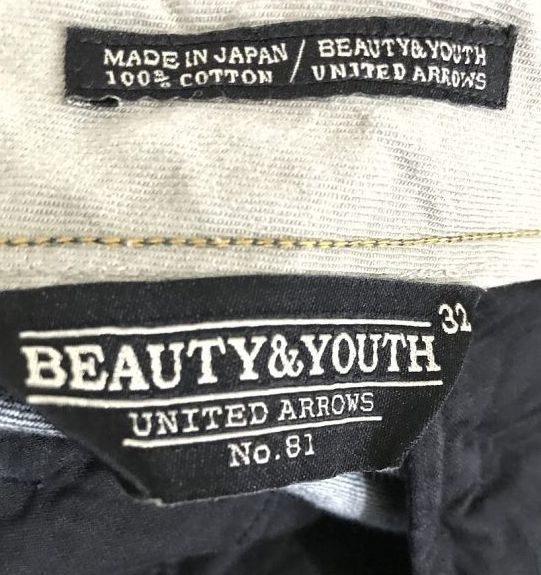 MADE IN JAPAN / BEAUTY&YOUTH
100% COTTON / UNITED ARROWS
32
BEAUTY&YOUTH
UNITED ARROWS
No.81